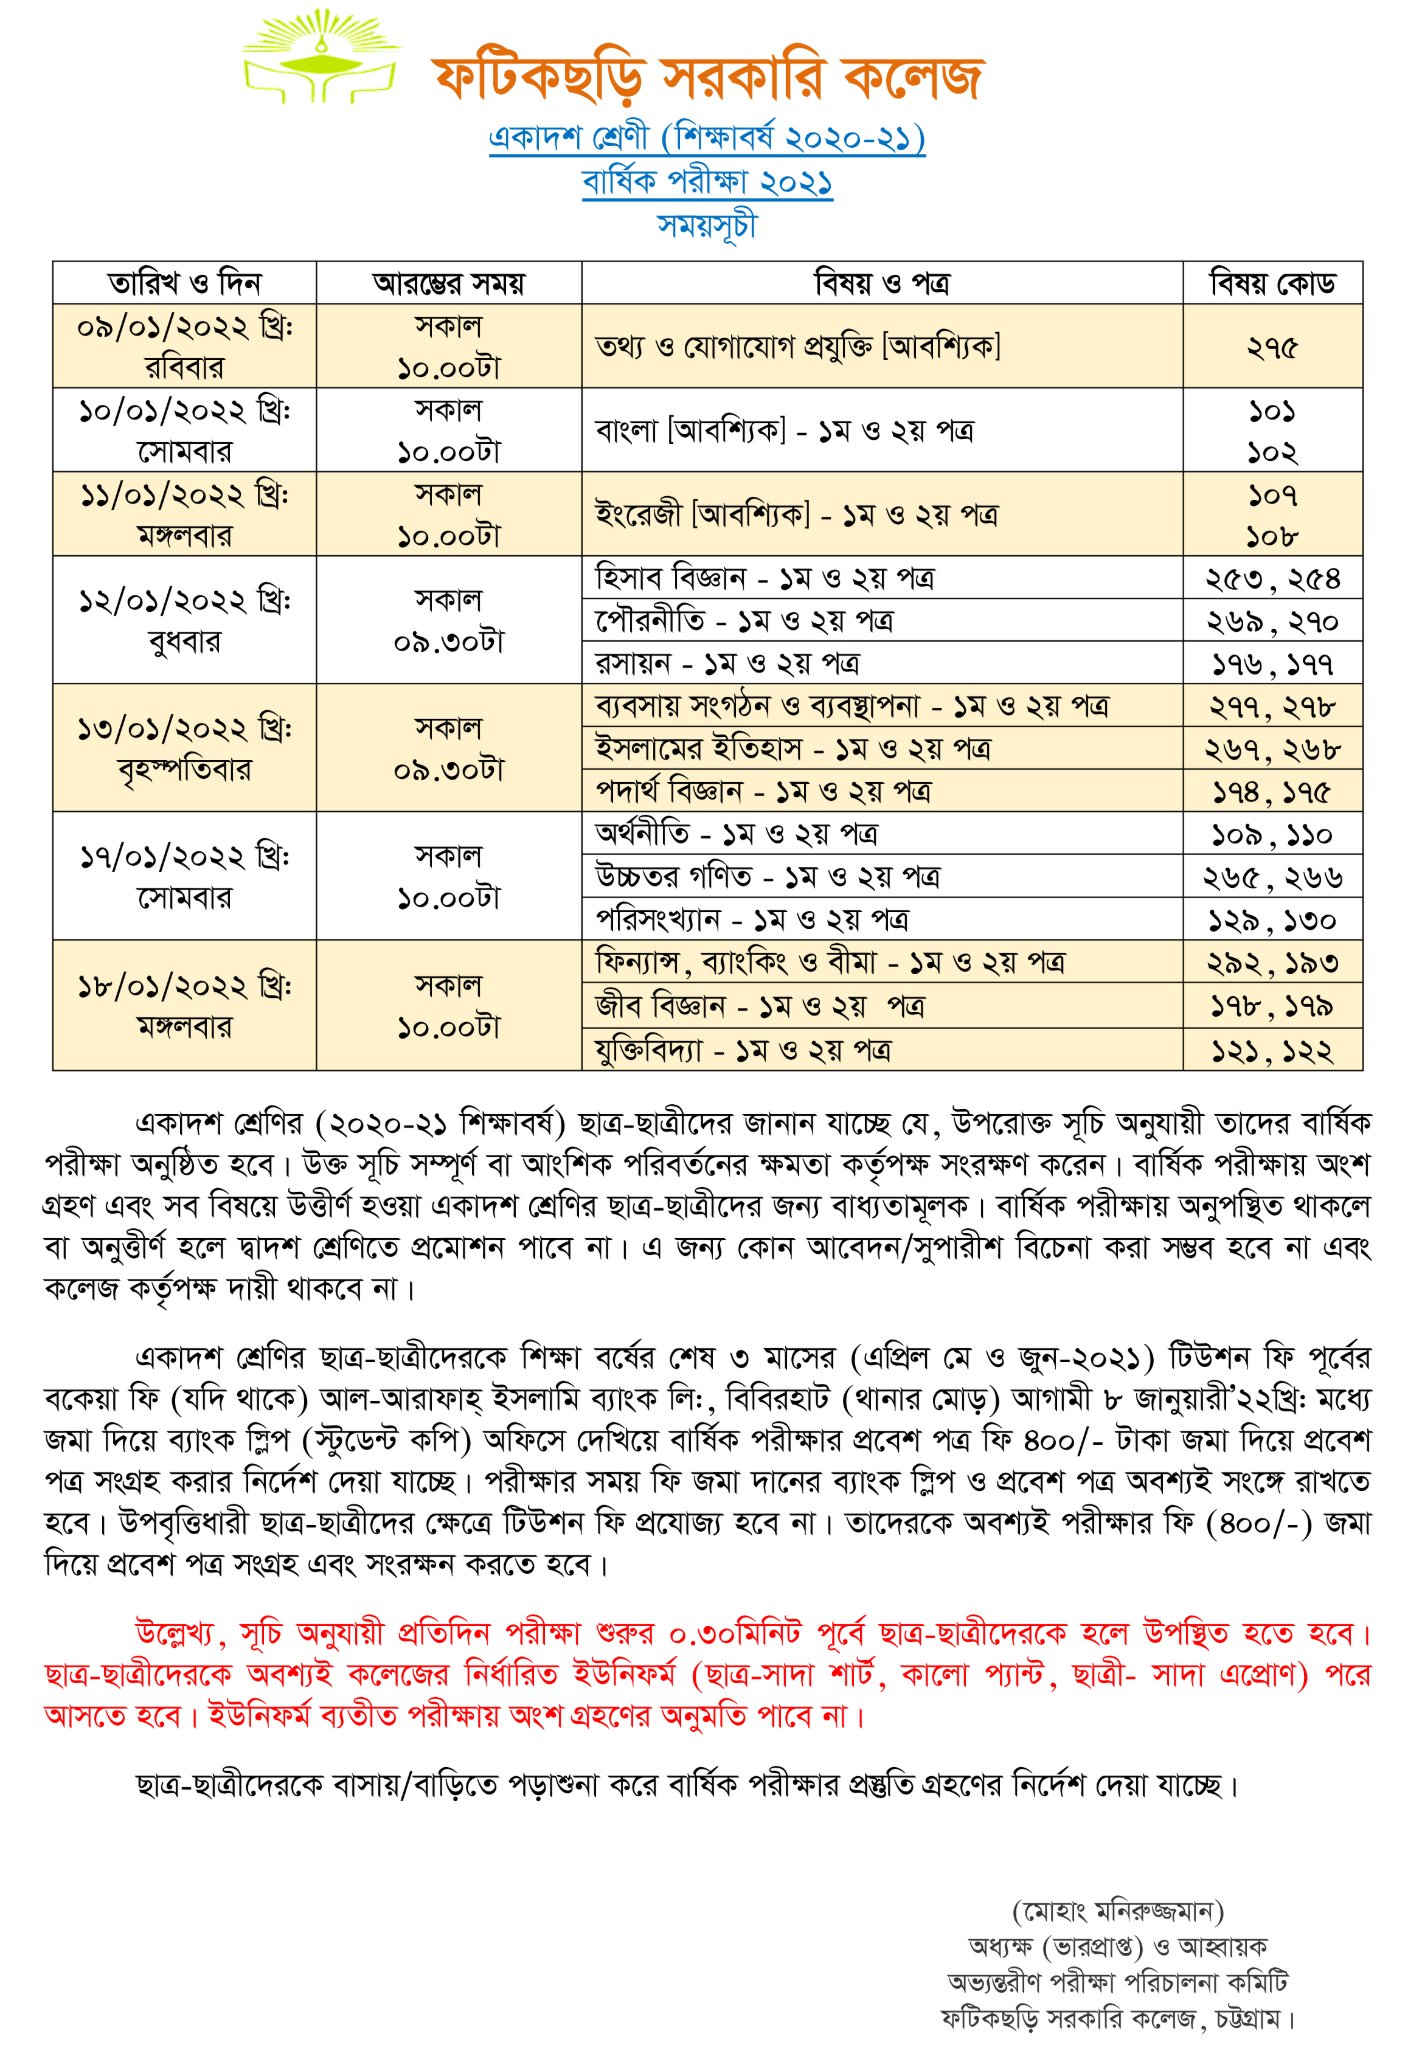 ফটিকছড়ি সরকারি কলেজ
একাদশ শ্রেণী (শিক্ষাবর্ষ ২০২০-২১)
বার্ষিক পরীক্ষা ২০২১
সময়সূচী
তারিখ ও দিন আরম্ভের সময় বিষয় ও পত্র বিষয় কোড
০৯/০১/২০২২ খ্রি: রবিবার সকাল ১০.০০টা তথ্য ও যোগাযোগ প্রযুক্তি [আবশ্যিক] ২৭৫
১০/০১/২০২২ খ্রি: সোমবার সকাল ১০.০০টা বাংলা [আবশ্যিক] - ১ম ও ২য় পত্র ১০১ ১০২
১১/০১/২০২২ খ্রি: মঙ্গলবার সকাল ১০.০০টা ইংরেজী [আবশ্যিক] - ১ম ও ২য় পত্র ১০৭ ১০৮
১২/০১/২০২২ খ্রি: বুধবার সকাল ০৯.৩০টা হিসাব বিজ্ঞান - ১ম ও ২য় পত্র ২৫৩, ২৫৪
পৌরনীতি - ১ম ও ২য় পত্র ২৬৯, ২৭০
রসায়ন - ১ম ও ২য় পত্র ১৭৬, ১৭৭
১৩/০১/২০২২ খ্রি: বৃহস্পতিবার সকাল ০৯.৩০টা ব্যবসায় সংগঠন ও ব্যবস্থাপনা - ১ম ও ২য় পত্র ২৭৭, ২৭৮
ইসলামের ইতিহাস - ১ম ও ২য় পত্র ২৬৭, ২৬৮
পদার্থ বিজ্ঞান - ১ম ও ২য় পত্র ১৭৪, ১৭৫
১৭/০১/২০২২ খ্রি: সোমবার সকাল ১০.০০টা অর্থনীতি - ১ম ও ২য় পত্র ১০৯, ১১০
উচ্চতর গণিত - ১ম ও ২য় পত্র ২৬৫, ২৬৬
পরিসংখ্যান - ১ম ও ২য় পত্র ১২৯, ১৩০
১৮/০১/২০২২ খ্রি: মঙ্গলবার সকাল ১০.০০টা ফিন্যান্স, ব্যাংকিং ও বীমা - ১ম ও ২য় পত্র ২৯২, ১৯৩
জীব বিজ্ঞান - ১ম ও ২য় পত্র ১৭৮, ১৭৯
যুক্তিবিদ্যা - ১ম ও ২য় পত্র ১২১, ১২২
একাদশ শ্রেণির (২০২০-২১ শিক্ষাবর্ষ) ছাত্র-ছাত্রীদের জানান যাচ্ছে যে, উপরোক্ত সূচি অনুযায়ী তাদের বার্ষিক
পরীক্ষা অনুষ্ঠিত হবে। উক্ত সূচি সম্পূর্ণ বা আংশিক পরিবর্তনের ক্ষমতা কর্তৃপক্ষ সংরক্ষণ করেন। বার্ষিক পরীক্ষায় অংশ
গ্রহণ এবং সব বিষয়ে উত্তীর্ণ হওয়া একাদশ শ্রেণির ছাত্র-ছাত্রীদের জন্য বাধ্যতামূলক। বার্ষিক পরীক্ষায় অনুপস্থিত থাকলে
বা অনুত্তীর্ণ হলে দ্বাদশ শ্রেণিতে প্রমোশন পাবে না। এ জন্য কোন আবেদন/সুপারীশ বিচেনা করা সম্ভব হবে না এবং
কলেজ কর্তৃপক্ষ দায়ী থাকবে না।
একাদশ শ্রেণির ছাত্র-ছাত্রীদেরকে শিক্ষা বর্ষের শেষ ৩ মাসের (এপ্রিল মে ও জুন-২০২১) টিউশন ফি পূর্বের
বকেয়া ফি (যদি থাকে) আল-আরাফাহ্ ইসলামি ব্যাংক লি:, বিবিরহাট (থানার মোড়) আগামী ৮ জানুয়ারী’২২খ্রি: মধ্যে
জমা দিয়ে ব্যাংক স্লিপ (স্টুডেন্ট কপি) অফিসে দেখিয়ে বার্ষিক পরীক্ষার প্রবেশ পত্র ফি ৪০০/- টাকা জমা দিয়ে প্রবেশ
পত্র সংগ্রহ করার নির্দেশ দেয়া যাচ্ছে। পরীক্ষার সময় ফি জমা দানের ব্যাংক স্লিপ ও প্রবেশ পত্র অবশ্যই সংঙ্গে রাখতে
হবে। উপবৃত্তিধারী ছাত্র-ছাত্রীদের ক্ষেত্রে টিউশন ফি প্রযোজ্য হবে না। তাদেরকে অবশ্যই পরীক্ষার ফি (৪০০/-) জমা
দিয়ে প্রবেশ পত্র সংগ্রহ এবং সংরক্ষন করতে হবে।
উল্লেখ্য, সূচি অনুযায়ী প্রতিদিন পরীক্ষা শুরুর ০.৩০মিনিট পূর্বে ছাত্র-ছাত্রীদেরকে হলে উপস্থিত হতে হবে।
ছাত্র-ছাত্রীদেরকে অবশ্যই কলেজের নির্ধারিত ইউনিফর্ম (ছাত্র-সাদা শার্ট, কালো প্যান্ট, ছাত্রী- সাদা এপ্রোণ) পরে
আসতে হবে। ইউনিফর্ম ব্যতীত পরীক্ষায় অংশ গ্রহণের অনুমতি পাবে না।
ছাত্র-ছাত্রীদেরকে বাসায়/বাড়িতে পড়াশুনা করে বার্ষিক পরীক্ষার প্রস্তুতি গ্রহণের নির্দেশ দেয়া যাচ্ছে।
(মোহাং মনিরুজ্জমান)
অধ্যক্ষ (ভারপ্রাপ্ত) ও আহ্বায়ক
অভ্যন্তরীণ পরীক্ষা পরিচালনা কমিটি
ফটিকছড়ি সরকারি কলেজ, চট্টগ্রাম।